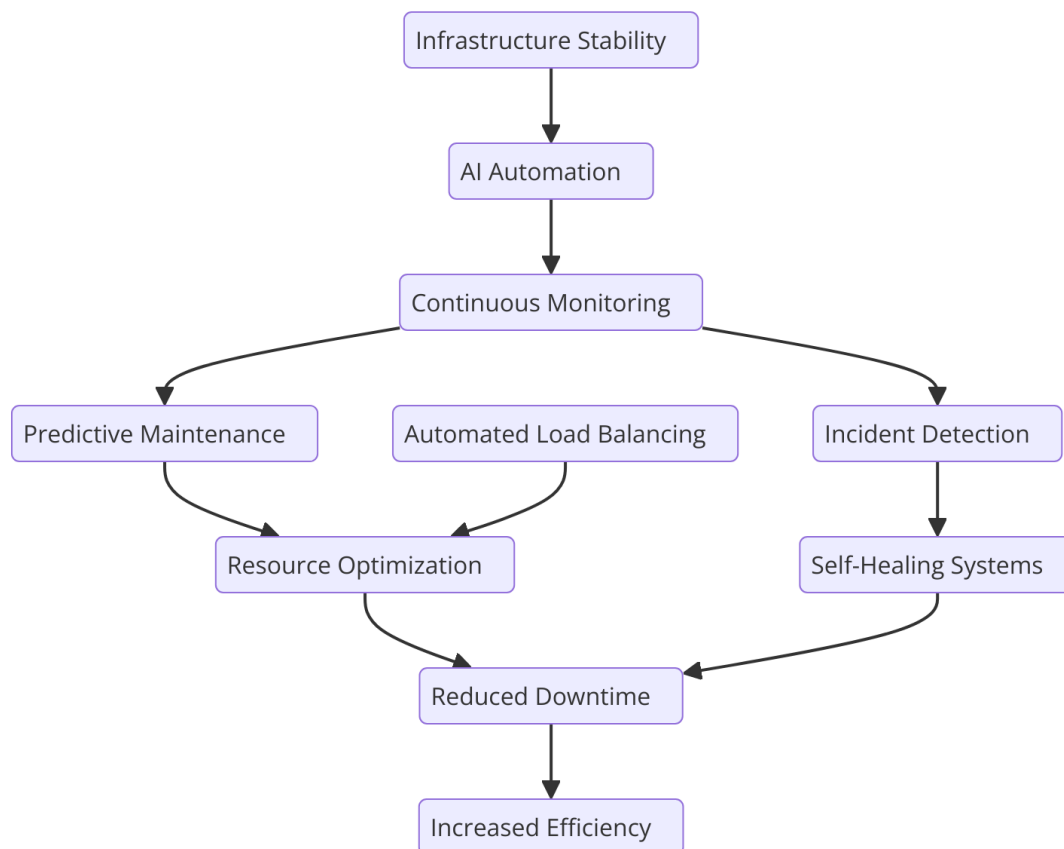 Infrastructure Stability
AI Automation
Continuous Monitoring
Predictive Maintenance
Automated Load Balancing
Incident Detection
Resource Optimization
Self-Healing Systems
Reduced Downtime
Increased Efficiency